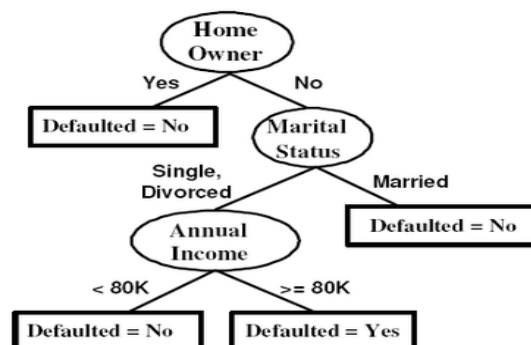 Home
Owner
Yes
No
Defaulted = No
Marital
Status
Single,
Divorced
Married
Annual
Income
Defaulted = No
< 80K
>= 80K
Defaulted = No
Defaulted = Yes